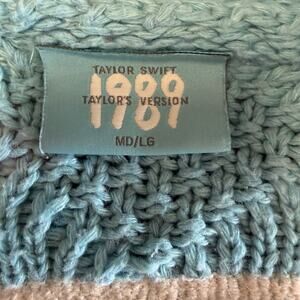 TAYLOR SWIFT
1989
TAYLOR'S VERSION
MD/LG